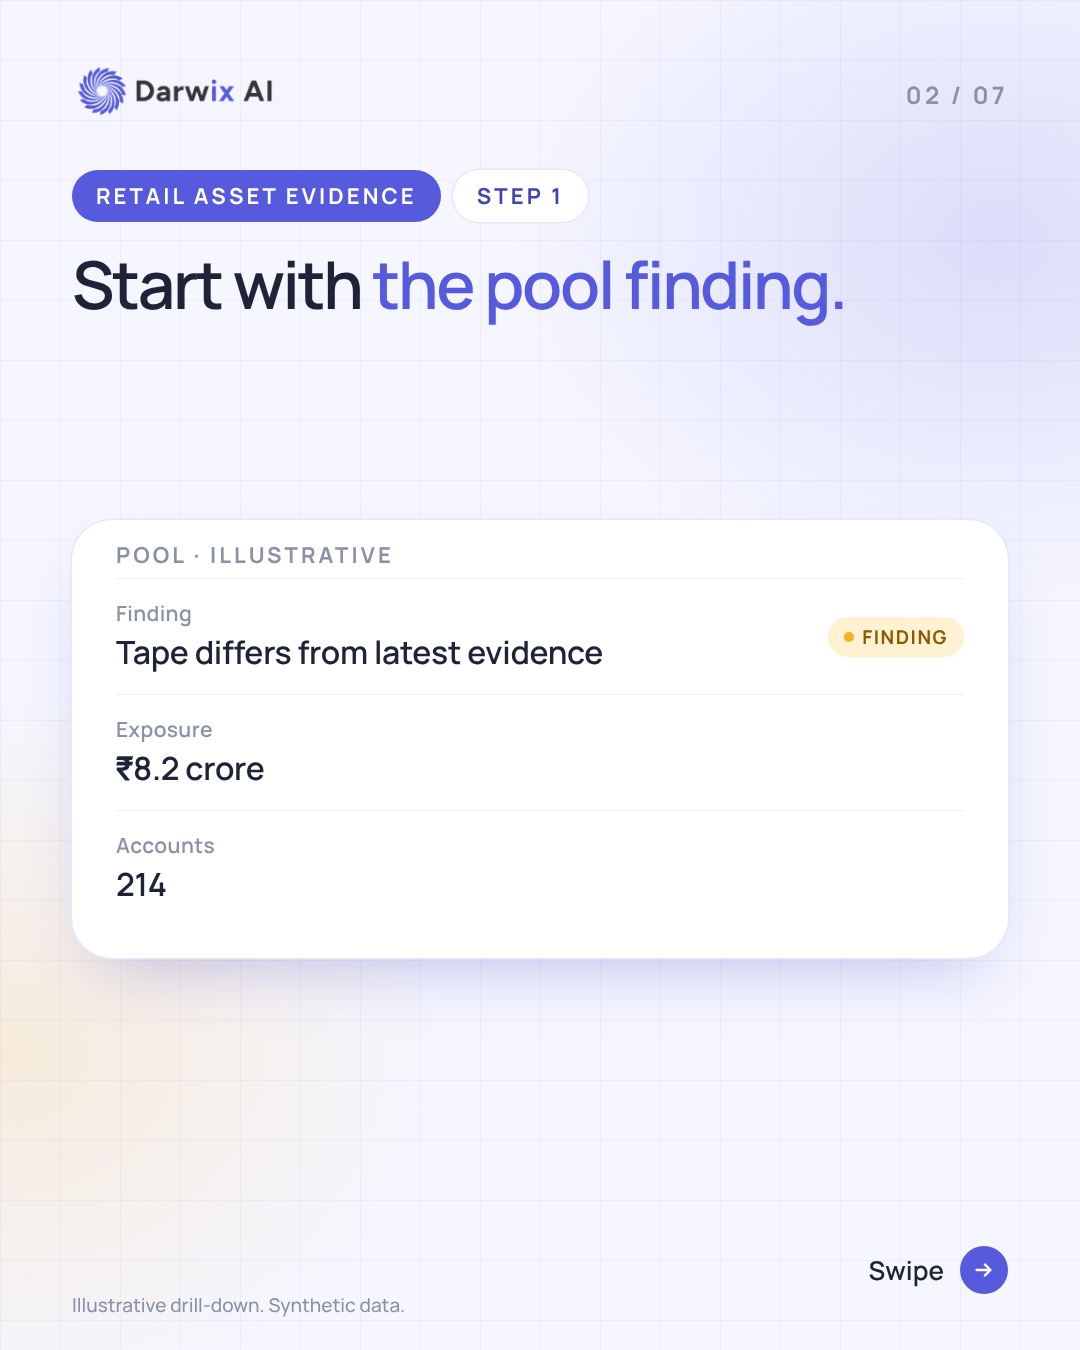 Darwix AI
02 / 07
RETAIL ASSET EVIDENCE
STEP 1
Start with the pool finding.
POOL · ILLUSTRATIVE
Finding
Tape differs from latest evidence
FINDING
Exposure
₹8.2 crore
Accounts
214
Swipe
Illustrative drill-down. Synthetic data.